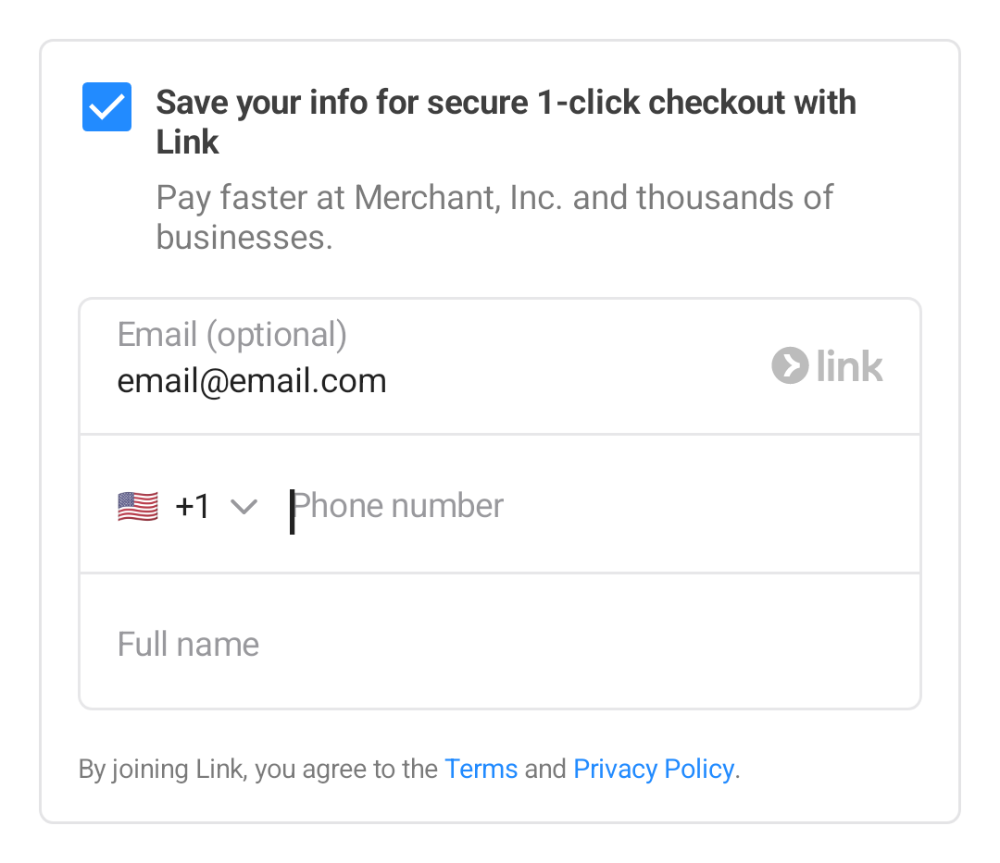 Save your info for secure 1-click checkout with
Link
Pay faster at Merchant, Inc. and thousands of
businesses.
Email (optional)
email@email.com
link
+1 Phone number
Full name
By joining Link, you agree to the Terms and Privacy Policy.